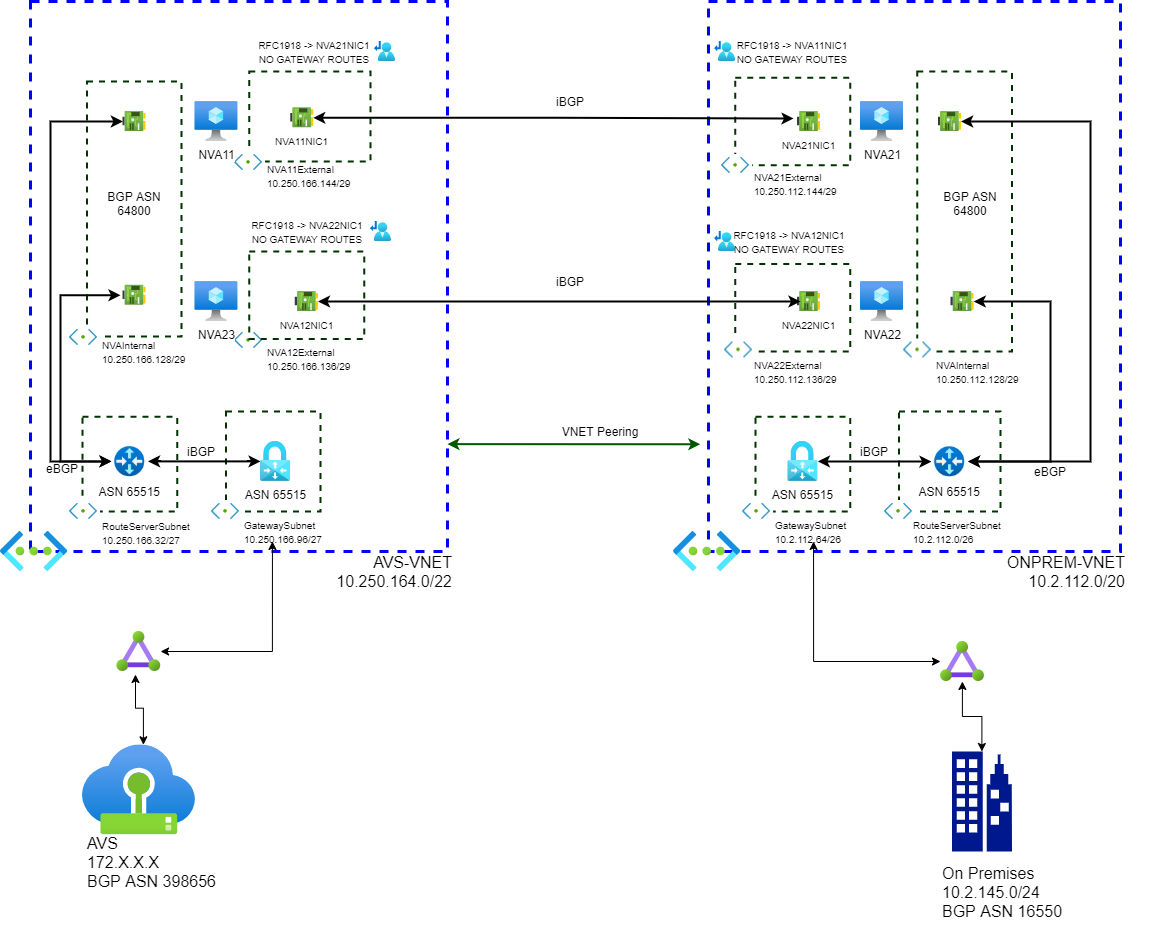 RFC1918 -> NVA21NIC1
NO GATEWAY ROUTES
NVA11
NVA11NIC1
NVA11External
10.250.166.144/29
BGP ASN
64800
RFC1918 -> NVA22NIC1
NO GATEWAY ROUTES
NVA23
NVA12NIC1
NVA12External
10.250.166.136/29
NVAInternal
10.250.166.128/29
eBGP
iBGP
ASN 65515
ASN 65515
RouteServerSubnet
10.250.166.32/27
GatewaySubnet
10.250.166.96/27
AVS-VNET
10.250.164.0/22
iBGP
iBGP
VNET Peering
RFC1918 -> NVA11NIC1
NO GATEWAY ROUTES
NVA21NIC1
NVA21
NVA21External
10.250.112.144/29
BGP ASN
64800
RFC1918 -> NVA12NIC1
NO GATEWAY ROUTES
NVA22NIC1
NVA22
NVA22External
10.250.112.136/29
NVAInternal
10.250.112.128/29
iBGP
eBGP
ASN 65515
ASN 65515
GatewaySubnet
10.2.112.64/26
RouteServerSubnet
10.2.112.0/26
ONPREM-VNET
10.2.112.0/20
AVS
172.X.X.X
BGP ASN 398656
On Premises
10.2.145.0/24
BGP ASN 16550